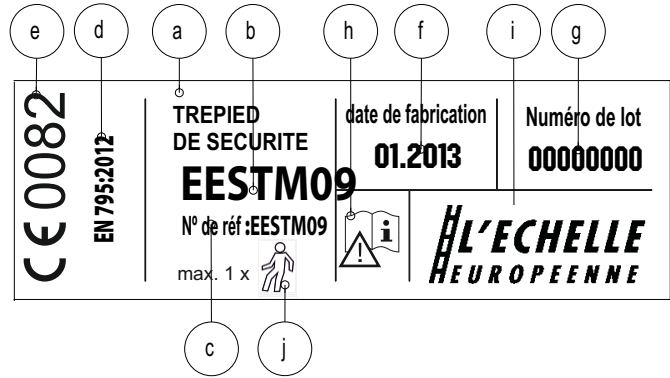 e
d
a
b
h
f
i
g
CE 0082
EN 795:2012
TREPIED
DE SECURITE
EESTM09
Nº de réf :EESTM09
max. 1 x
date de fabrication
01.2013
Numéro de lot
00000000
i
L'ECHELLE
EUROPEENNE
c
j